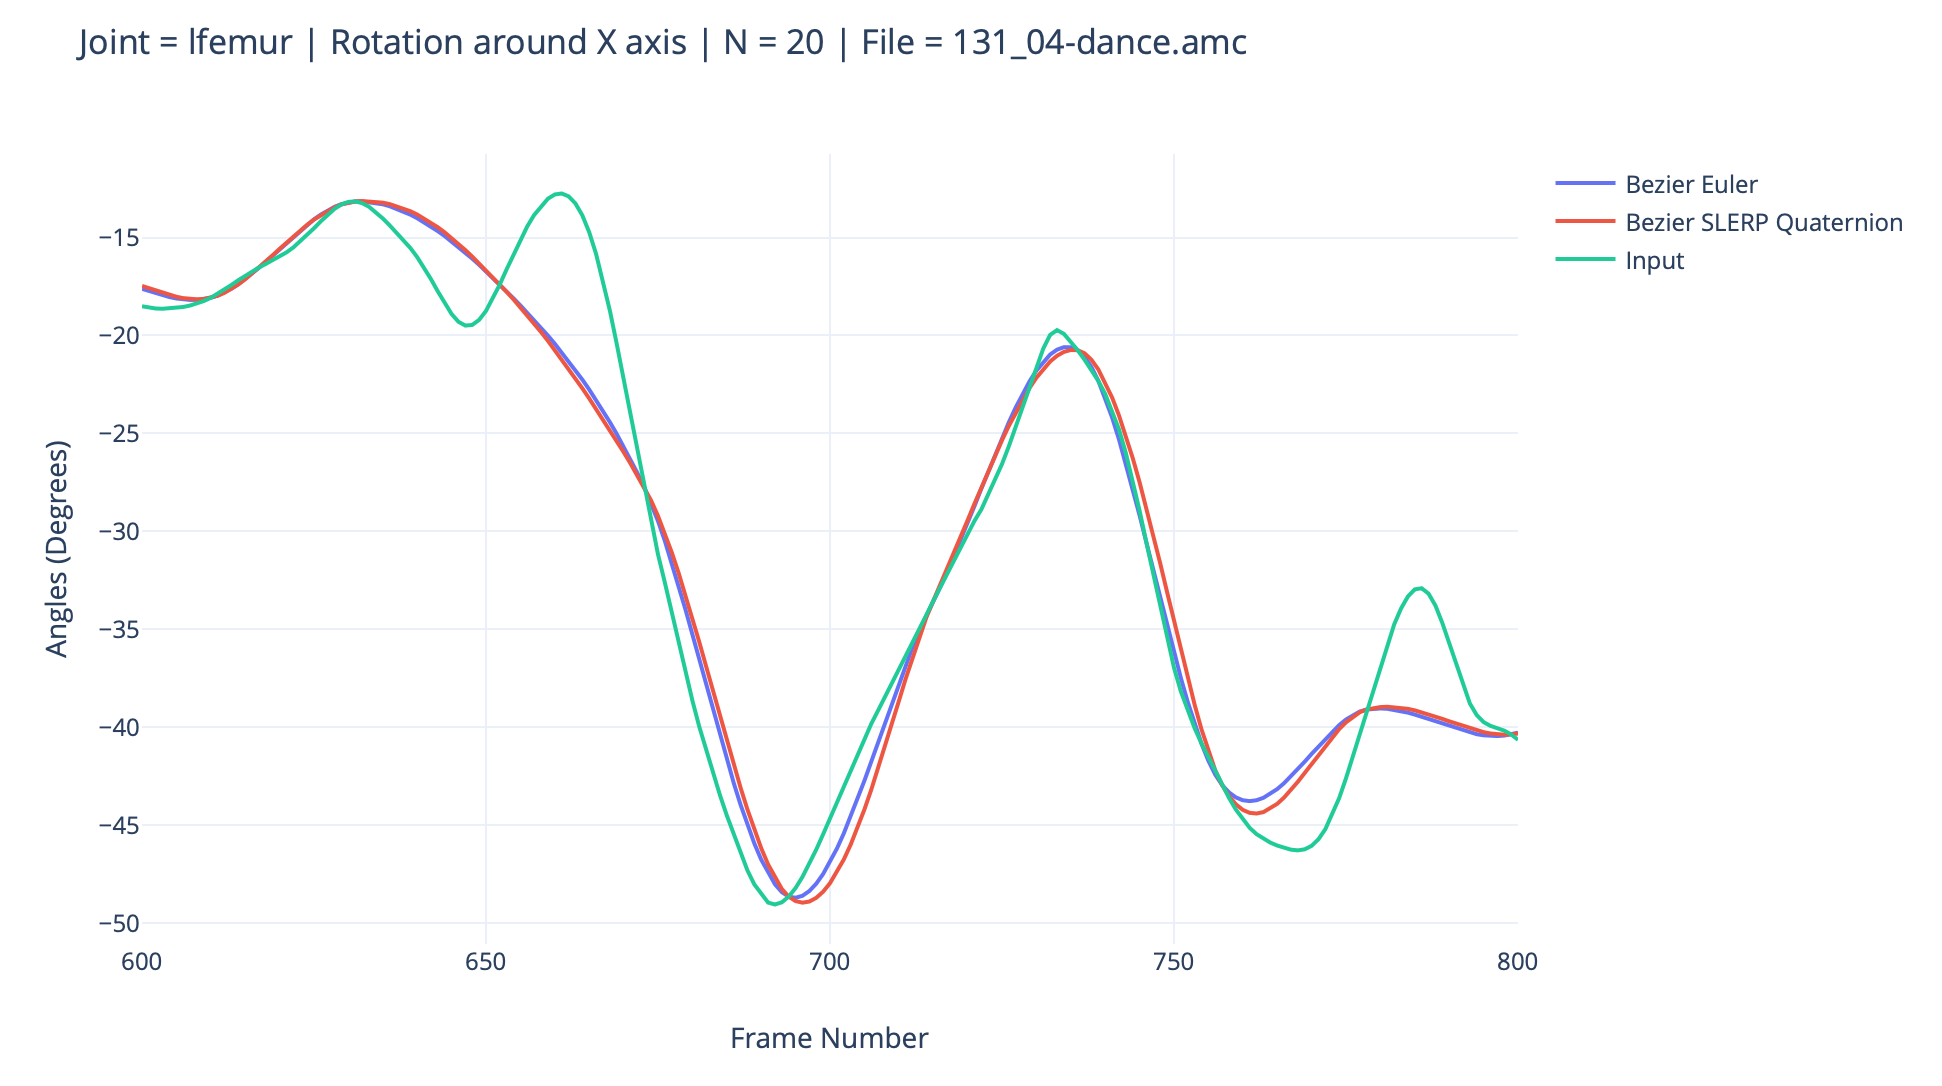 Joint = lfemur | Rotation around X axis | N = 20 | File = 131_04-dance.amc
Bezier Euler
Bezier SLERP Quaternion
Input
Angles (Degrees)
−15
−20
−25
−30
−35
−40
−45
−50
600
650
700
750
800
Frame Number